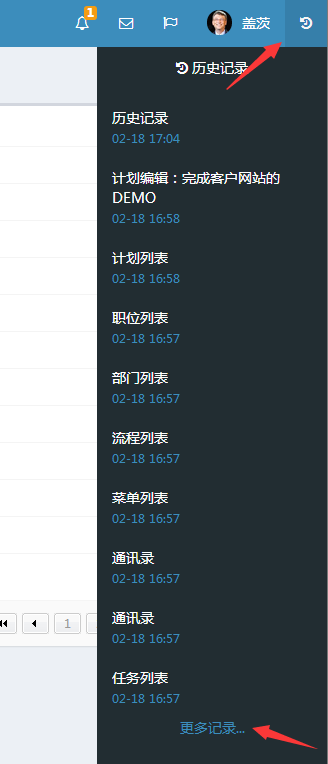 1
盖茨
历史记录
历史记录
02-18 17:04
计划编辑：完成客户网站的
DEMO
02-18 16:58
计划列表
02-18 16:58
职位列表
02-18 16:57
部门列表
02-18 16:57
流程列表
02-18 16:57
菜单列表
02-18 16:57
通讯录
02-18 16:57
通讯录
02-18 16:57
1
任务列表
02-18 16:57
更多记录...